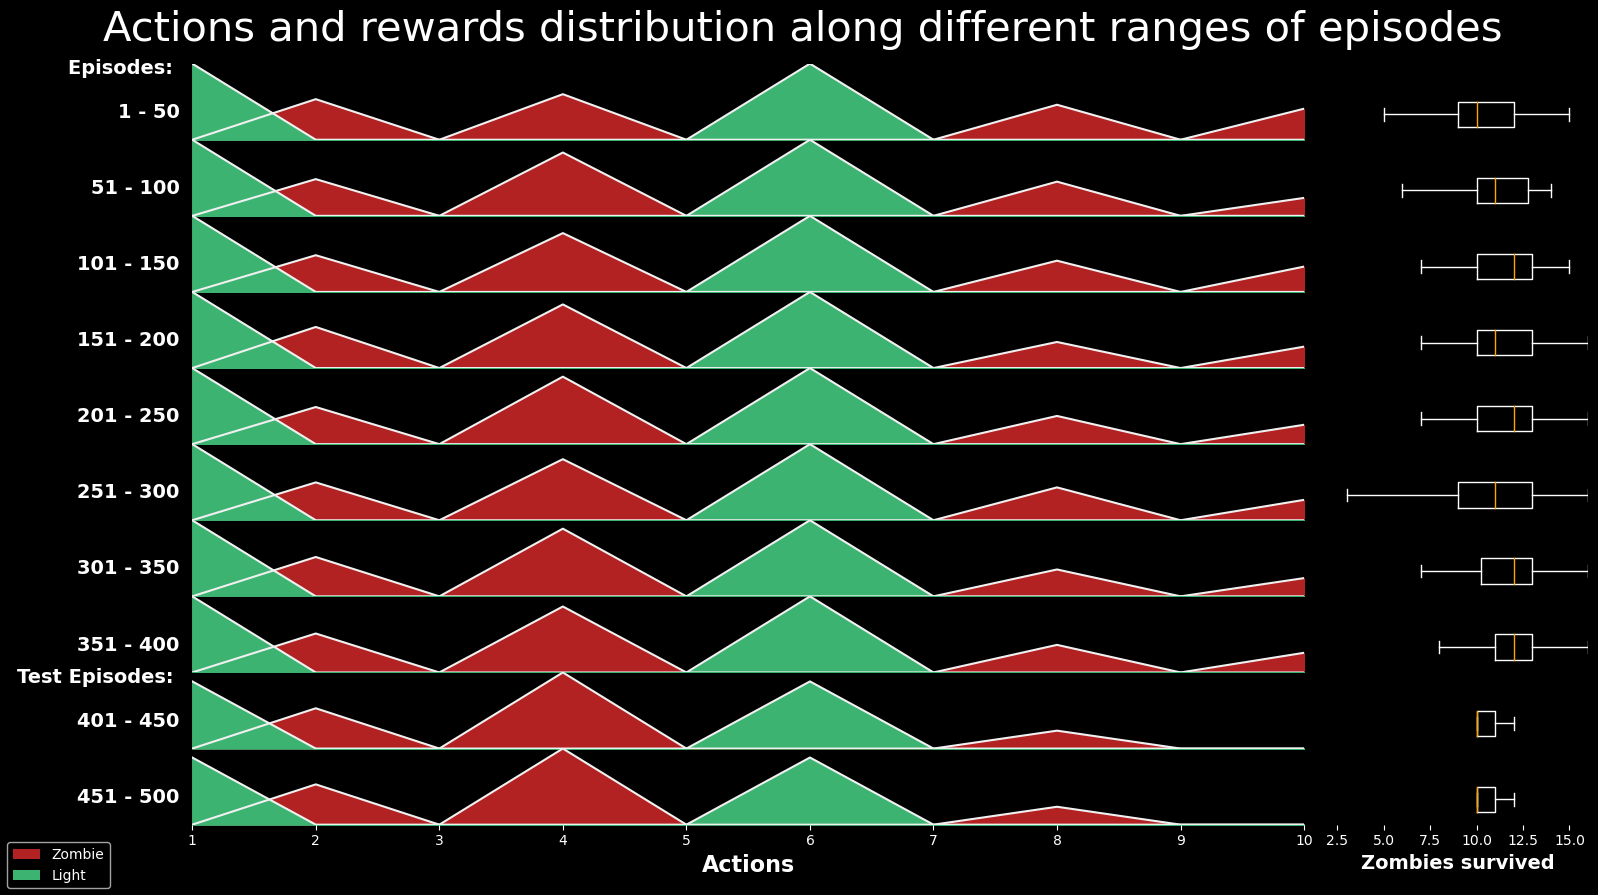 Actions and rewards distribution along different ranges of episodes
Episodes:
1 - 50
51 - 100
101 - 150
151 - 200
201 - 250
251 - 300
301 - 350
351 - 400
Test Episodes:
401 - 450
451 - 500
1 2 3 4 5 6 7 8 9 10
2.5 5.0 7.5 10.0 12.5 15.0
Actions
Zombies survived
Zombie
Light